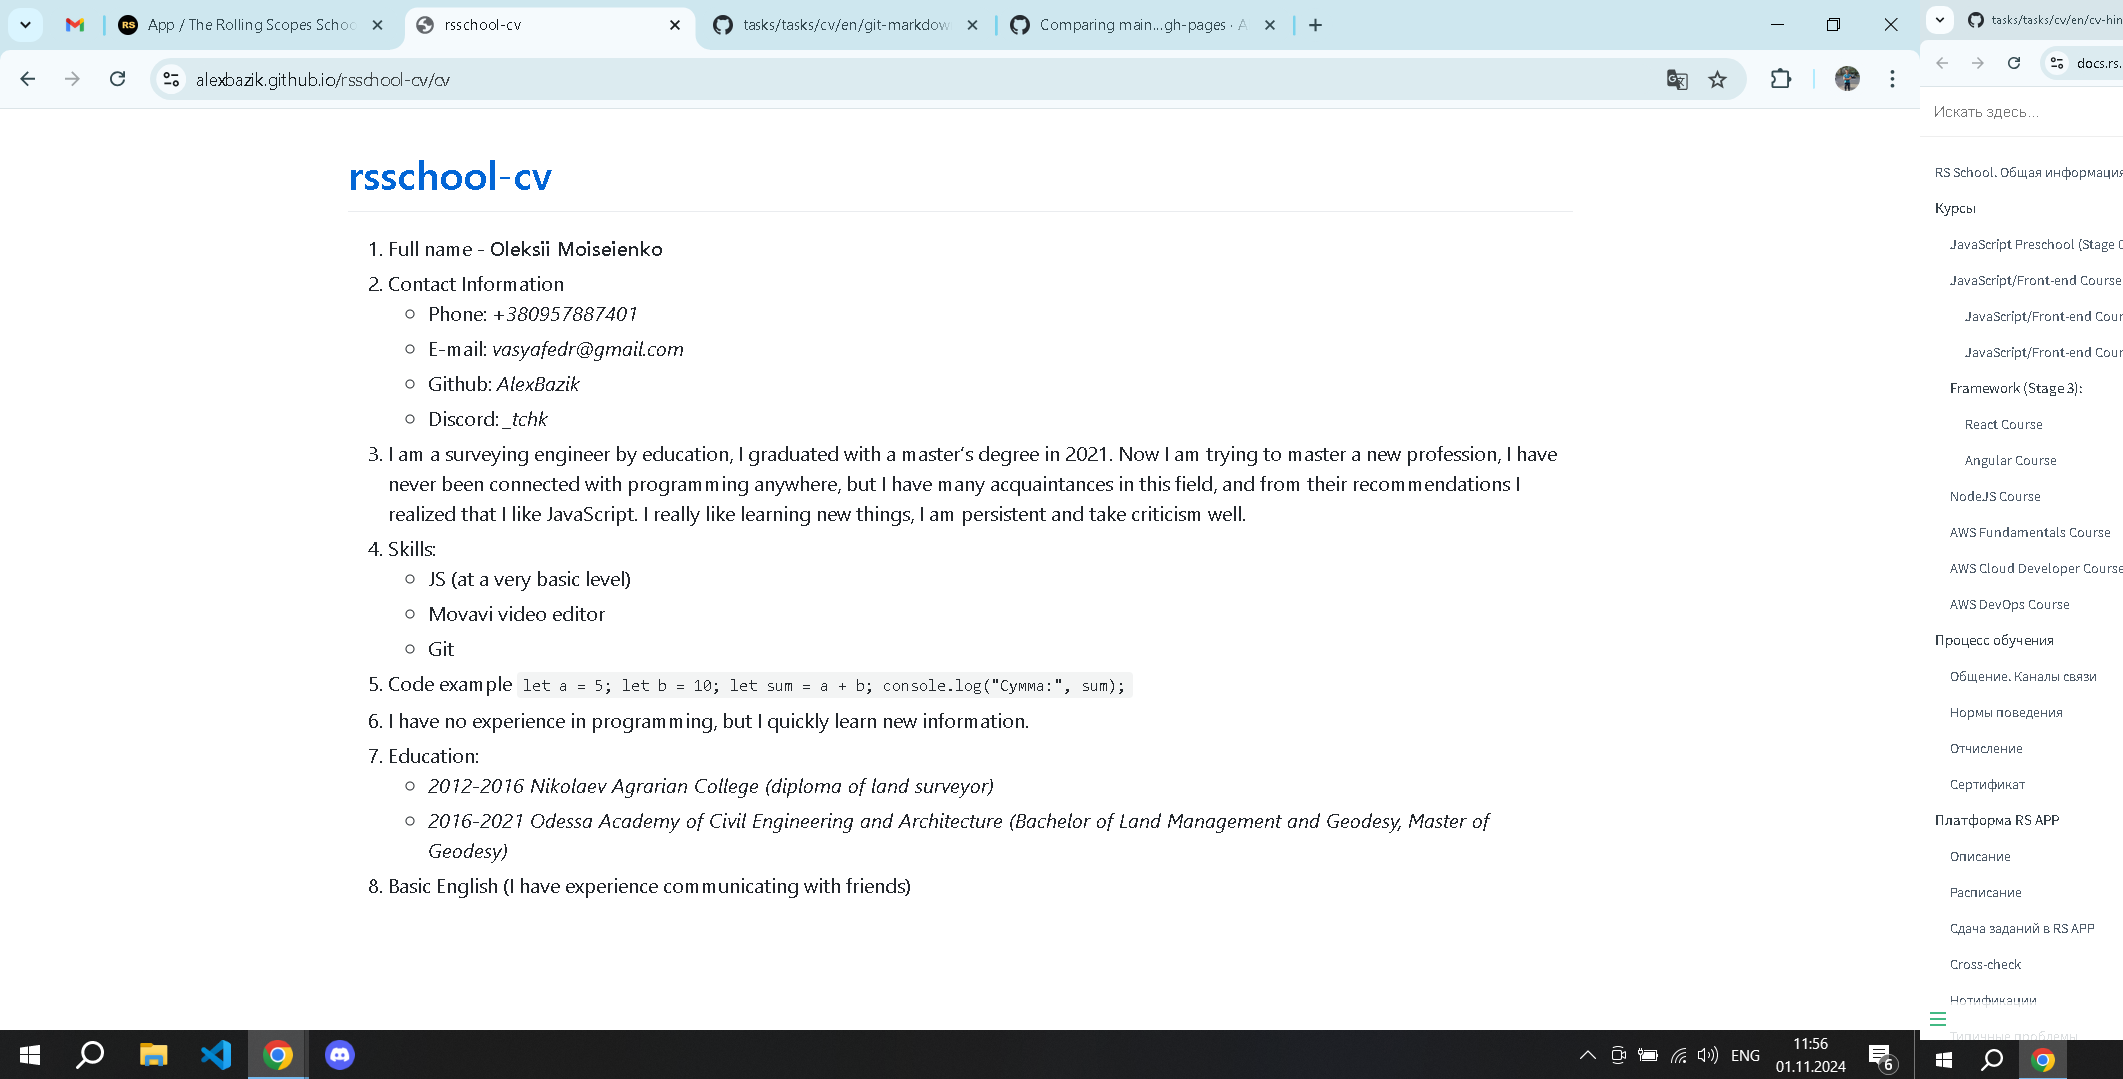 App / The Rolling Scopes Schoo
rsschool-cv
tasks/tasks/cv/en/git-markdow
Comparing main...gh-pages · A
tasks/tasks/cv/en/cv-hin
alexbazik.github.io/rsschool-cv/cv
docs.rs.
rsschool-cv
1. Full name - Oleksii Moiseienko
2. Contact Information
Phone: +380957887401
E-mail: vasyafedr@gmail.com
Github: AlexBazik
Discord: _tchk
3. I am a surveying engineer by education, I graduated with a master’s degree in 2021. Now I am trying to master a new profession, I have
never been connected with programming anywhere, but I have many acquaintances in this field, and from their recommendations I
realized that I like JavaScript. I really like learning new things, I am persistent and take criticism well.
4. Skills:
JS (at a very basic level)
Movavi video editor
Git
5. Code example let a = 5; let b = 10; let sum = a + b; console.log("Сумма:", sum);
6. I have no experience in programming, but I quickly learn new information.
7. Education:
2012-2016 Nikolaev Agrarian College (diploma of land surveyor)
2016-2021 Odessa Academy of Civil Engineering and Architecture (Bachelor of Land Management and Geodesy, Master of
Geodesy)
8. Basic English (I have experience communicating with friends)
Искать здесь...
RS School. Общая информация
Курсы
JavaScript Preschool (Stage 0
JavaScript/Front-end Course
JavaScript/Front-end Cour
JavaScript/Front-end Cour
Framework (Stage 3):
React Course
Angular Course
NodeJS Course
AWS Fundamentals Course
AWS Cloud Developer Course
AWS DevOps Course
Процесс обучения
Общение. Каналы связи
Нормы поведения
Отчисление
Сертификат
Платформа RS APP
Описание
Расписание
Сдача заданий в RS APP
Cross-check
Нотификации
Типичные проблемы
ENG
11:56
01.11.2024
6